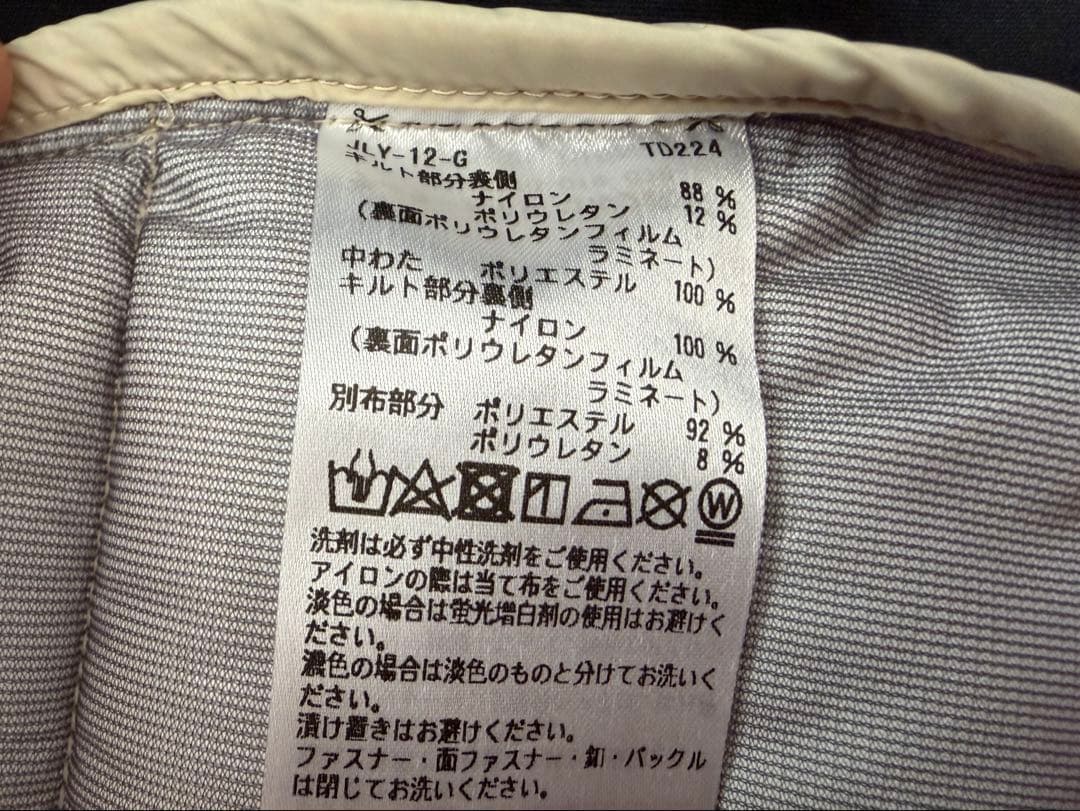 JLY-12-G TD224
キルト部分裏側
ナイロン 88 %
ポリウレタン 12 %
(裏面ポリウレタンフィルム
ラミネート)
中わた ポリエステル 100 %
キルト部分裏側
ナイロン 100 %
(裏面ポリウレタンフィルム
ラミネート)
別布部分 ポリエステル 92 %
ポリウレタン 8 %
W
洗剤は必ず中性洗剤をご使用ください。
アイロンの際は当て布をご使用ください。
淡色の場合は蛍光増白剤の使用はお避けく
ださい。
濃色の場合は淡色のものと分けてお洗いく
ださい。
漬け置きはお避けください。
ファスナー・面ファスナー・釦・バックル
は閉じてお洗いください。